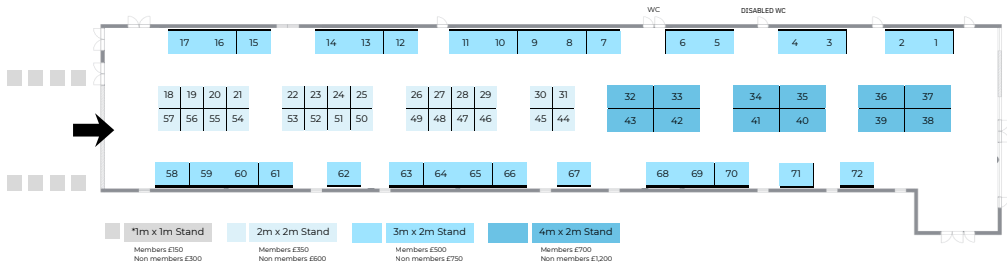 WC DISABLED WC
17 16 15 14 13 12 11 10 9 8 7 6 5 4 3 2 1
18 19 20 21 22 23 24 25 26 27 28 29 30 31 32 33 34 35 36 37
57 56 55 54 53 52 51 50 49 48 47 46 45 44 43 42 41 40 39 38
58 59 60 61 62 63 64 65 66 67 68 69 70 71 72
*1m x 1m Stand 2m x 2m Stand 3m x 2m Stand 4m x 2m Stand
Members £150 Members £350 Members £500 Members £700
Non members £300 Non members £600 Non members £750 Non members £1,200